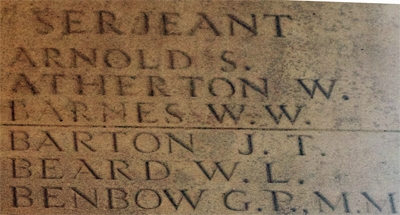 SERJEANT
ARNOLD S.
ATHERTON W.
BARNES W.W.
BARTON J.T.
BEARD W.L.
BENBOW G.P., M.M